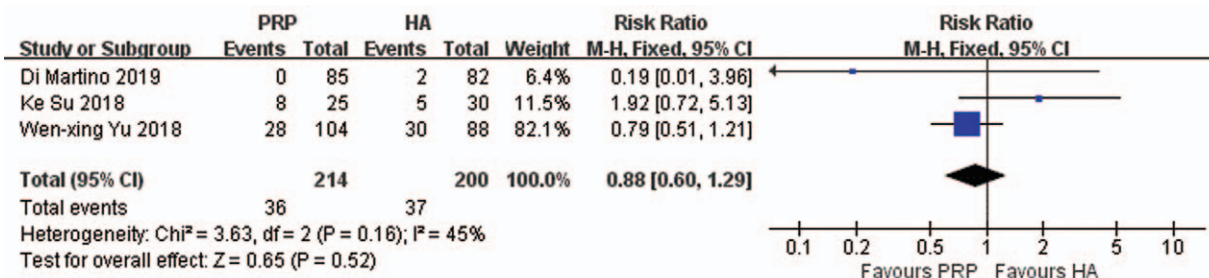 PRP HA Risk Ratio Risk Ratio
Study or Subgroup Events Total Events Total Weight M-H, Fixed, 95% CI M-H, Fixed, 95% CI
Di Martino 2019 0 85 2 82 6.4% 0.19 [0.01, 3.96]
Ke Su 2018 8 25 5 30 11.5% 1.92 [0.72, 5.13]
Wen-xing Yu 2018 28 104 30 88 82.1% 0.79 [0.51, 1.21]
Total (95% CI) 214 200 100.0% 0.88 [0.60, 1.29]
Total events 36 37
Heterogeneity: Chi² = 3.63, df = 2 (P = 0.16); I² = 45%
Test for overall effect: Z = 0.65 (P = 0.52)
0.1 0.2 0.5 1 2 5 10
Favours PRP Favours HA